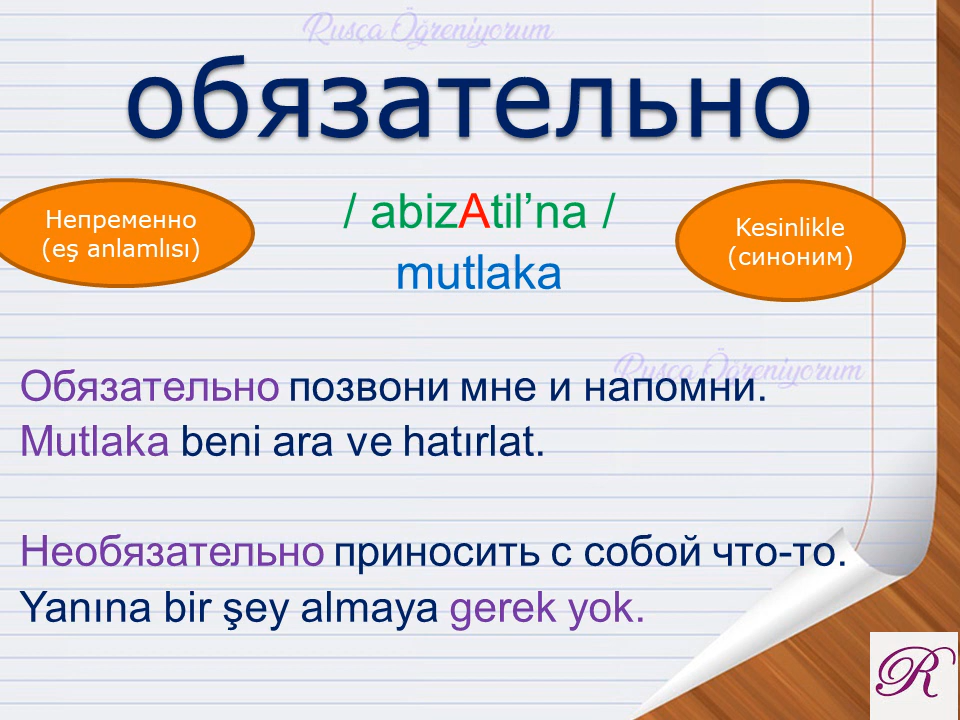 Rusça Öğreniyorum
обязательно
Непременно
(eş anlamlısı)
/ abizAtil’na /
mutlaka
Kesinlikle
(синоним)
Rusça Öğreniyorum
Обязательно позвони мне и напомни.
Mutlaka beni ara ve hatırlat.
Необязательно приносить с собой что-то.
Yanına bir şey almaya gerek yok.
R